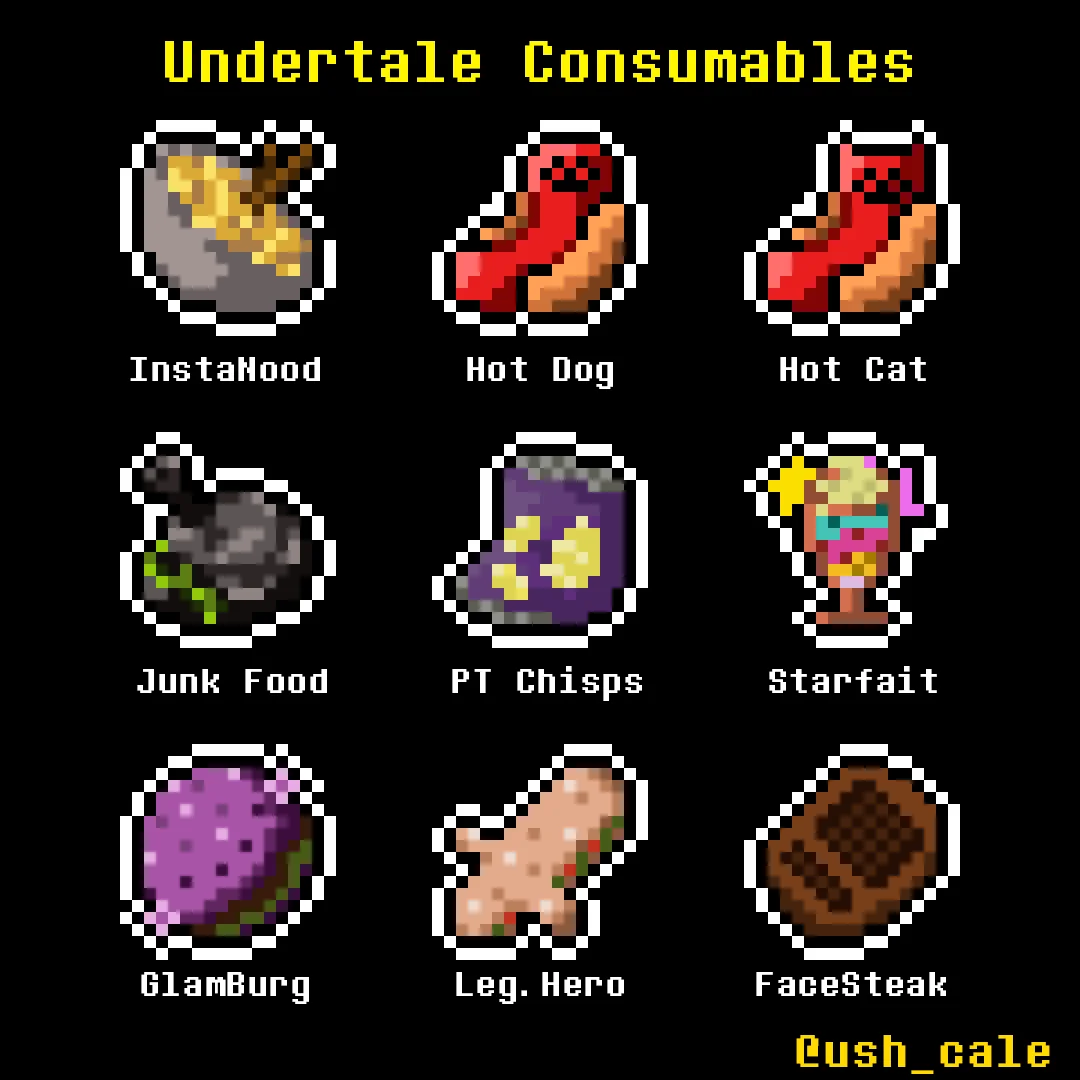 Undertale Consumables
InstaNood Hot Dog Hot Cat
Junk Food PT Chisps Starfait
GlamBurg Leg.Hero FaceSteak
@ush_cale